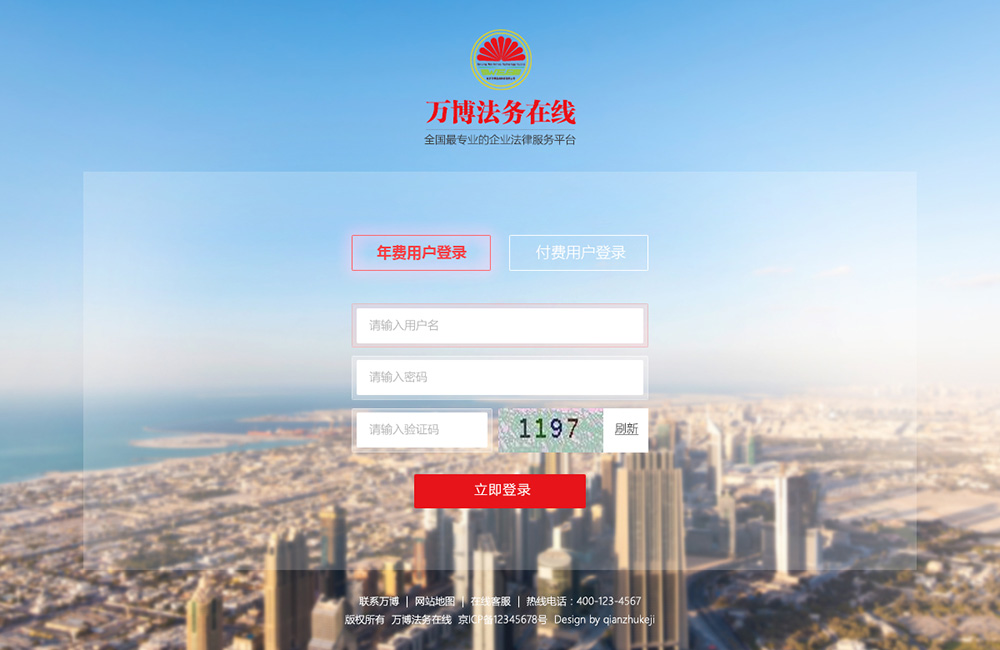 万博法务在线
全国最专业的企业法律服务平台
年费用户登录 付费用户登录
请输入用户名
请输入密码
请输入验证码 1197 刷新
立即登录
联系万博 | 网站地图 | 在线客服 | 热线电话：400-123-4567
版权所有 万博法务在线 京ICP备12345678号 Design by qianzhukeji